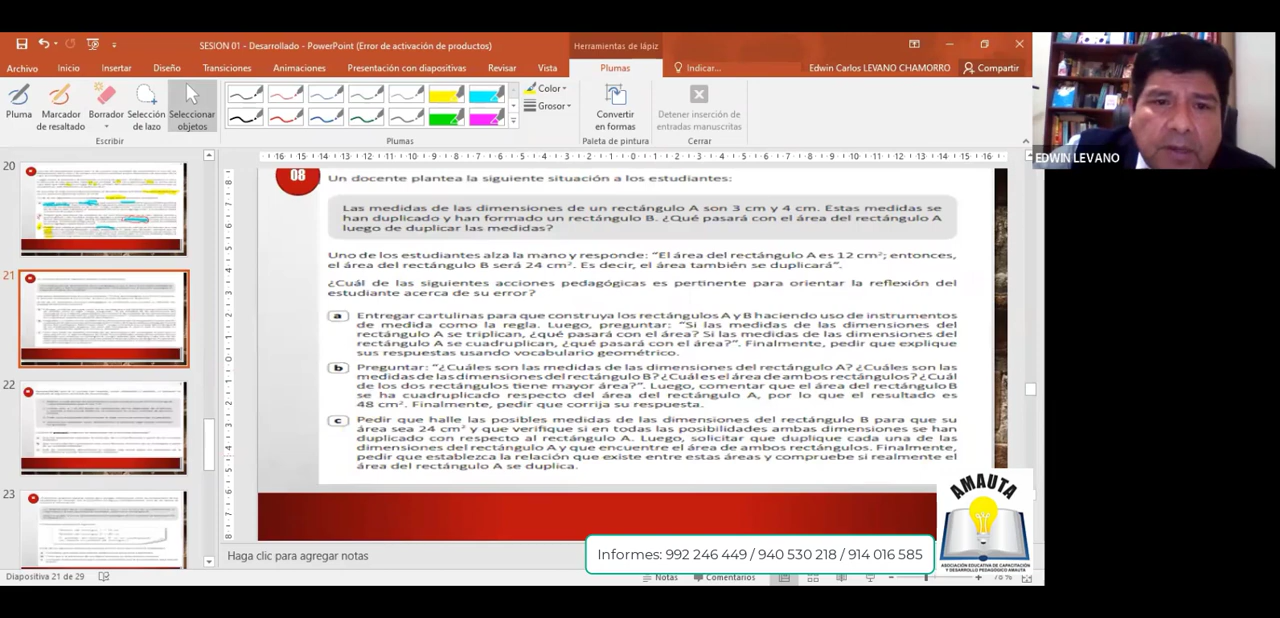 SESION 01 - Desarrollado - PowerPoint (Error de activación de productos)
Herramientas de lápiz
Archivo Inicio Insertar Diseño Transiciones Animaciones Presentación con diapositivas Revisar Vista Plumas Indicar... Edwin Carlos LEVANO CHAMORRO Compartir
Pluma
Marcador de resaltado
Borrador
Selección de lazo
Seleccionar objetos
Color
Grosor
Convertir en formas
Detener inserción de entradas manuscritas
Escribir Plumas Paleta de pintura Cerrar
EDWIN LEVANO
20
21
22
23
08
Un docente plantea la siguiente situación a los estudiantes:
Las medidas de las dimensiones de un rectángulo A son 3 cm y 4 cm. Estas medidas se
han duplicado y han formado un rectángulo B. ¿Qué pasará con el área del rectángulo A
luego de duplicar las medidas?
Uno de los estudiantes alza la mano y responde: “El área del rectángulo A es 12 cm²; entonces,
el área del rectángulo B será 24 cm². Es decir, el área también se duplicará”.
¿Cuál de las siguientes acciones pedagógicas es pertinente para orientar la reflexión del
estudiante acerca de su error?
a Entregar cartulinas para que construya los rectángulos A y B haciendo uso de instrumentos
de medida como la regla. Luego, preguntar: “Si las medidas de las dimensiones del
rectángulo A se triplican, ¿qué pasará con el área? Si las medidas de las dimensiones del
rectángulo A se cuadruplican, ¿qué pasará con el área?”. Finalmente, pedir que explique
sus respuestas usando vocabulario geométrico.
b Preguntar: “¿Cuáles son las medidas de las dimensiones del rectángulo A? ¿Cuáles son las
medidas de las dimensiones del rectángulo B? ¿Cuál es el área de ambos rectángulos? ¿Cuál
de los dos rectángulos tiene mayor área?”. Luego, comentar que el área del rectángulo B
se ha cuadruplicado respecto del área del rectángulo A, por lo que el resultado es
48 cm². Finalmente, pedir que corrija su respuesta.
c Pedir que halle las posibles medidas de las dimensiones del rectángulo B para que su
área sea 24 cm² y que verifique si en todas las posibilidades ambas dimensiones se han
duplicado con respecto al rectángulo A. Luego, solicitar que duplique cada una de las
dimensiones del rectángulo A y que encuentre el área de ambos rectángulos. Finalmente,
pedir que establezca la relación que existe entre estas áreas y compruebe si realmente el
área del rectángulo A se duplica.
AMAUTA
ASOCIACIÓN EDUCATIVA DE CAPACITACIÓN
Y DESARROLLO PEDAGÓGICO AMAUTA
Informes: 992 246 449 / 940 530 218 / 914 016 585
Haga clic para agregar notas
Diapositiva 21 de 29
Notas Comentarios